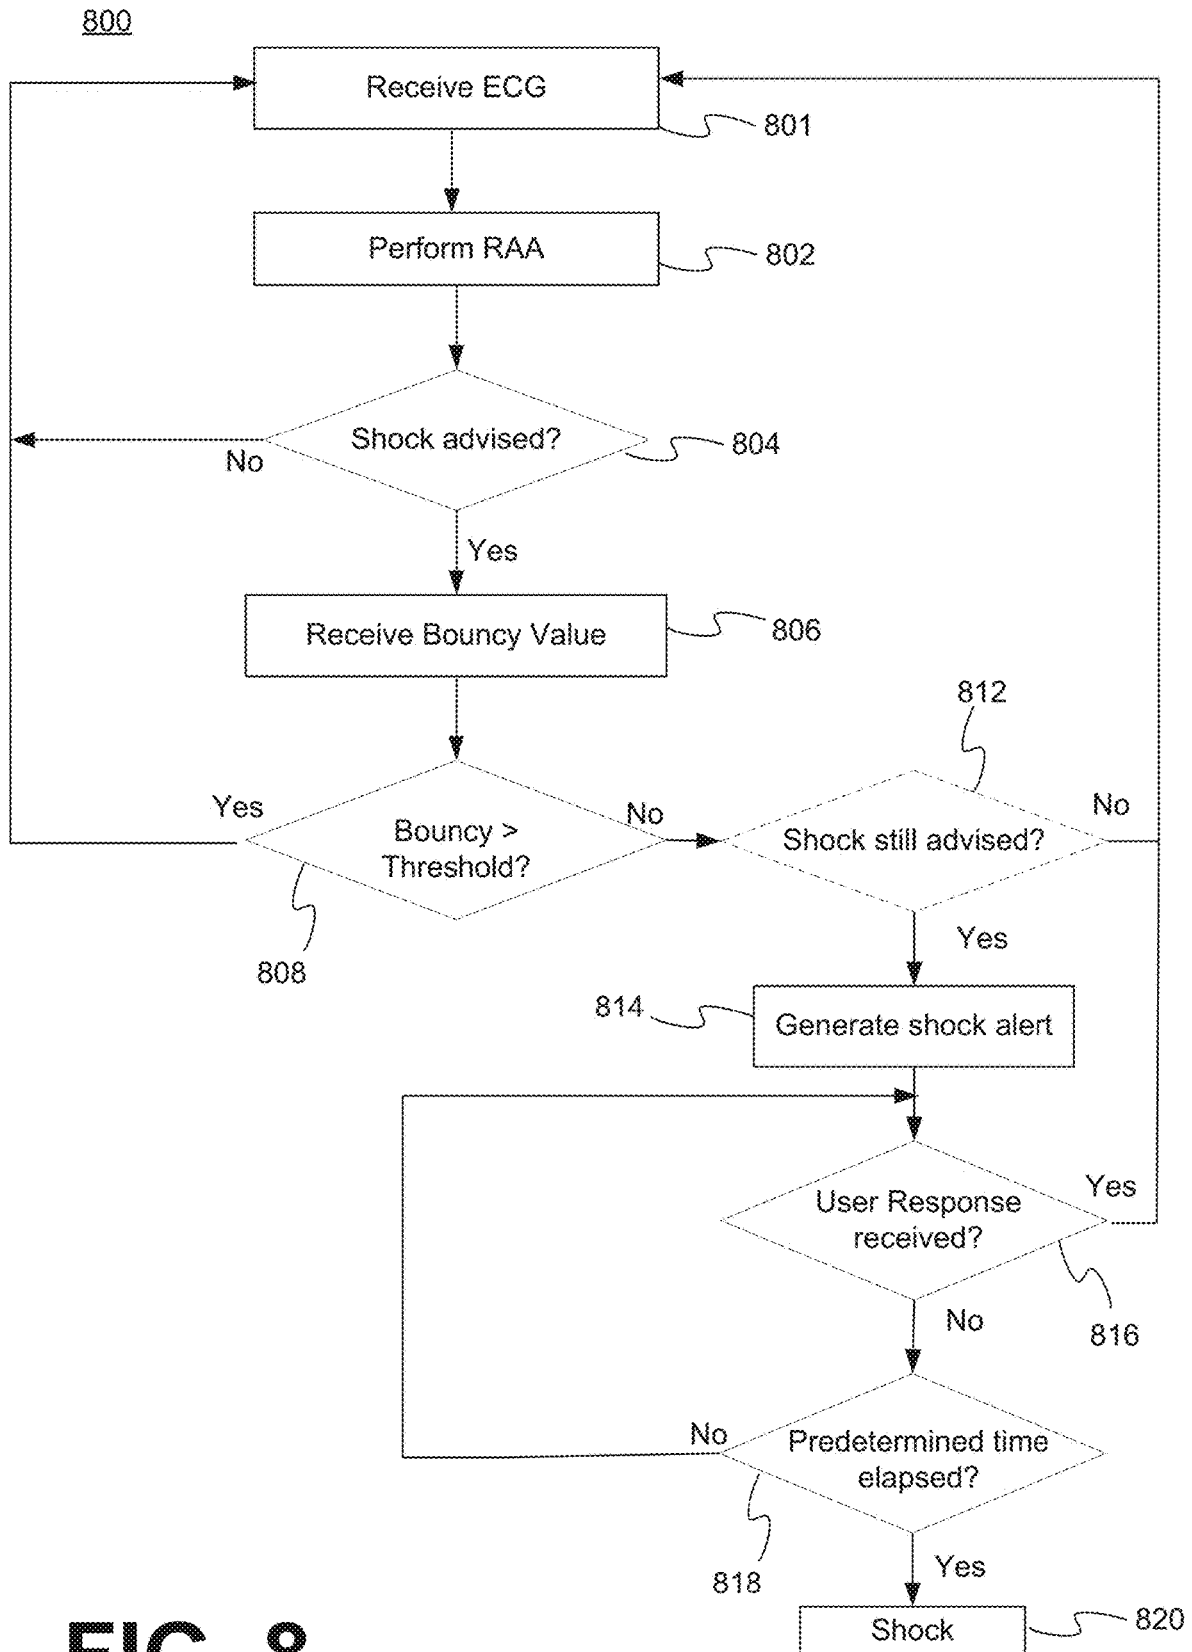 800
Receive ECG
801
Perform RAA
802
Shock advised?
804
No
Yes
Receive Bouncy Value
806
812
Yes
Bouncy >
Threshold?
No
Shock still advised?
No
808
Yes
814
Generate shock alert
User Response
received?
Yes
816
No
No
Predetermined time
elapsed?
818
Yes
Shock
820
FIG. 8